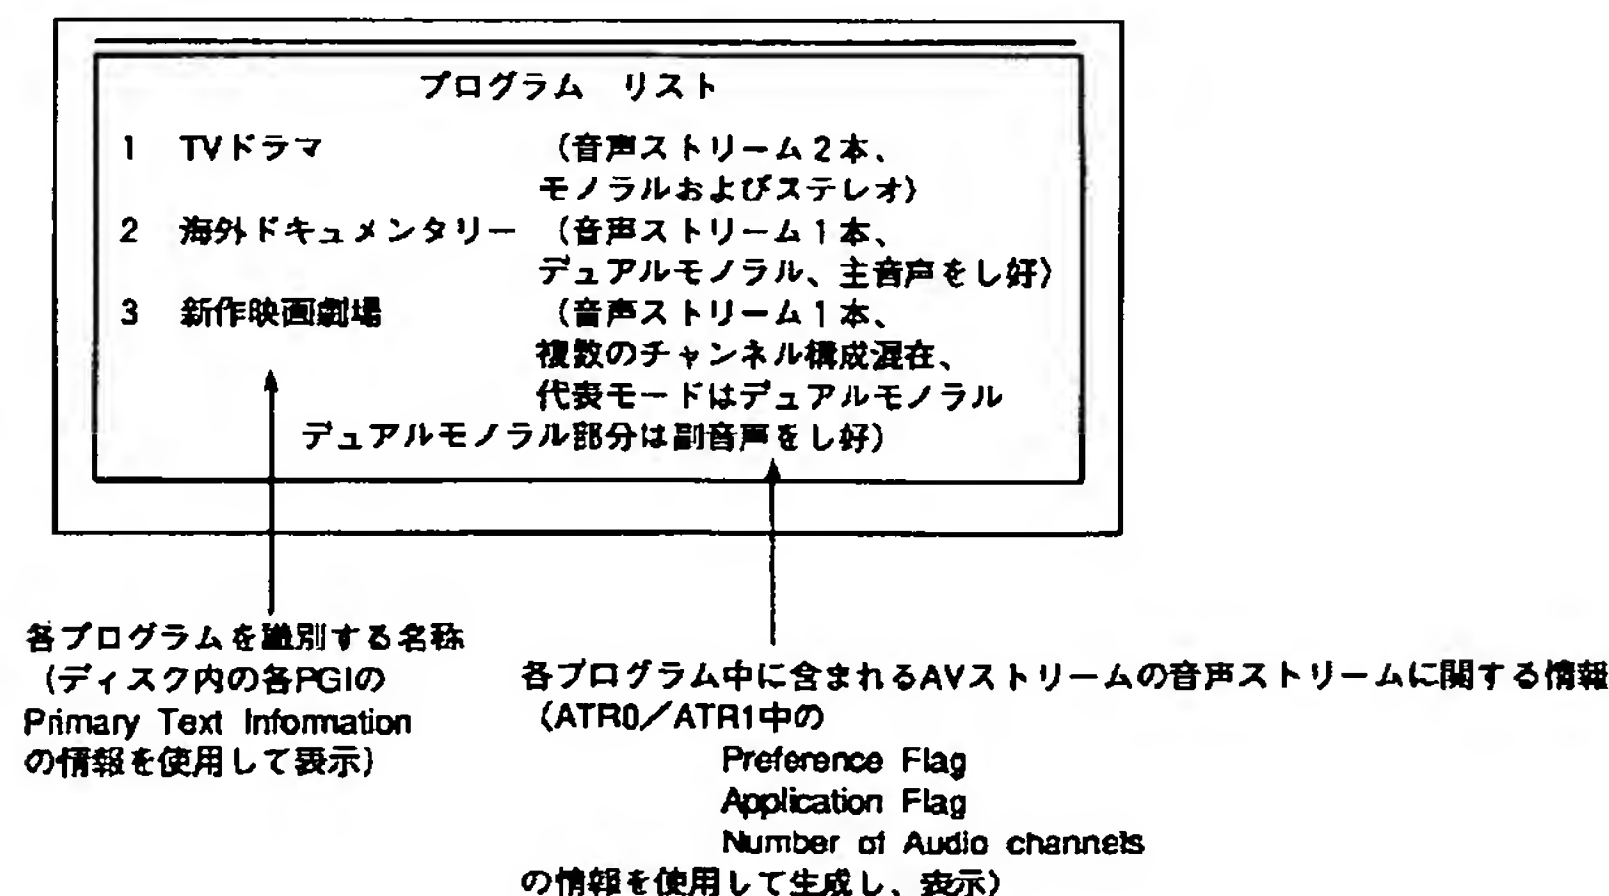 プログラム リスト
1 TVドラマ (音声ストリーム2本、
モノラルおよびステレオ)
2 海外ドキュメンタリー (音声ストリーム1本、
デュアルモノラル、主音声をし好)
3 新作映画劇場 (音声ストリーム1本、
複数のチャンネル構成混在、
代表モードはデュアルモノラル
デュアルモノラル部分は副音声をし好)
各プログラムを識別する名称
(ディスク内の各PGIの
Primary Text Information
の情報を使用して表示)
各プログラム中に含まれるAVストリームの音声ストリームに関する情報
(ATR0/ATR1中の
Preference Flag
Application Flag
Number of Audio channels
の情報を使用して生成し、表示)